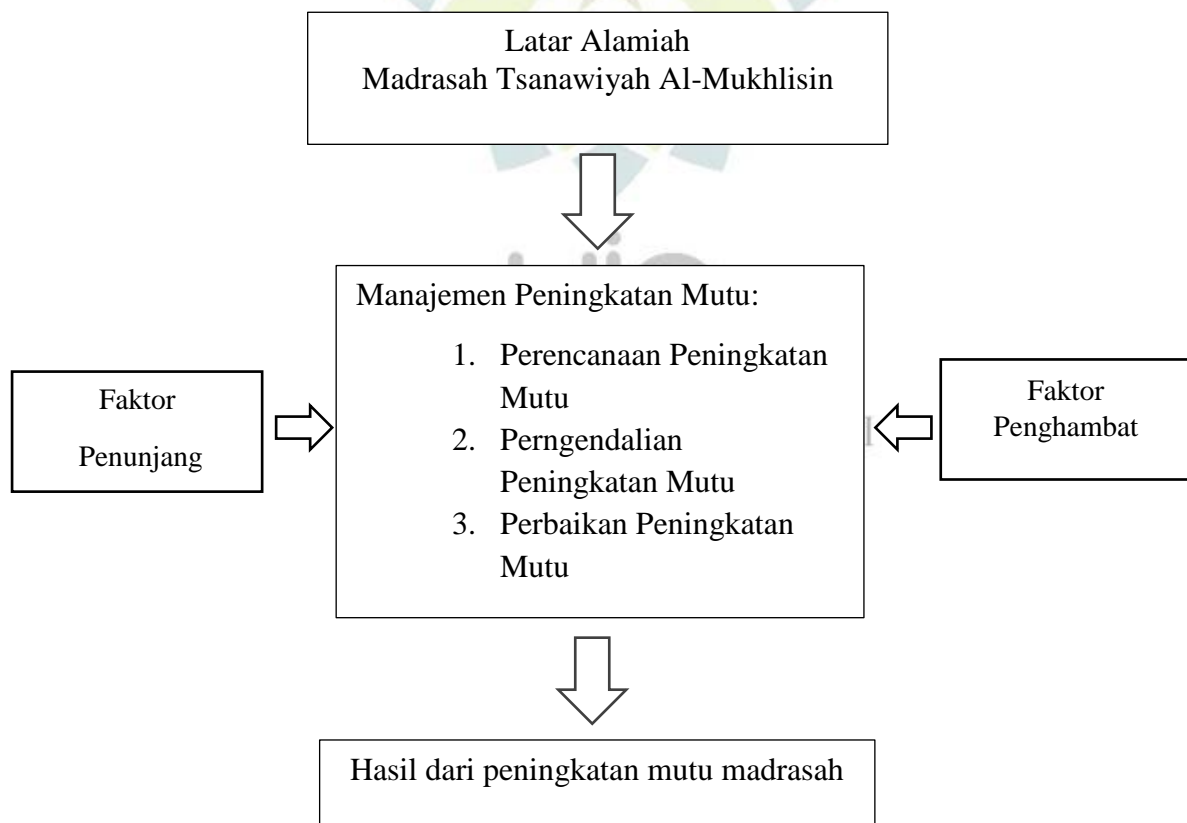 Latar Alamiah
Madrasah Tsanawiyah Al-Mukhlisin
Manajemen Peningkatan Mutu:
1. Perencanaan Peningkatan
Mutu
2. Perngendalian
Peningkatan Mutu
3. Perbaikan Peningkatan
Mutu
Faktor
Penunjang
Faktor
Penghambat
Hasil dari peningkatan mutu madrasah